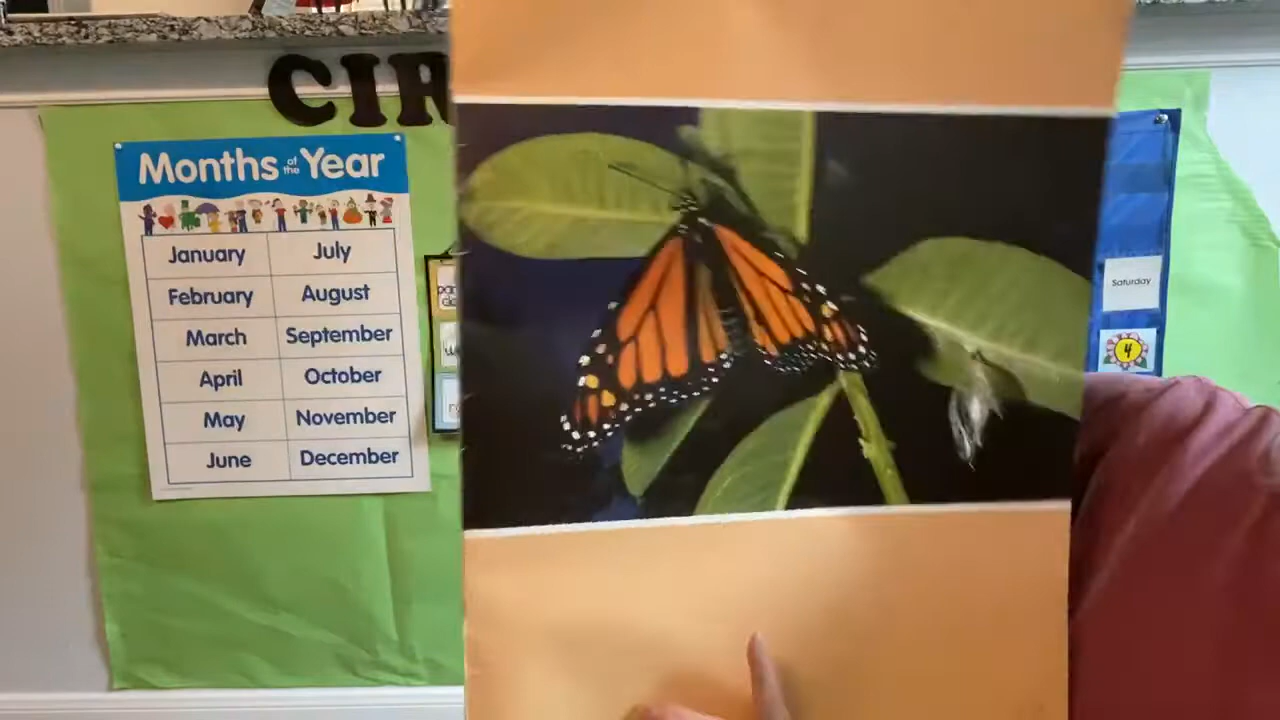 CIR
Months of the Year
January July
February August
March September
April October
May November
June December
Saturday
4